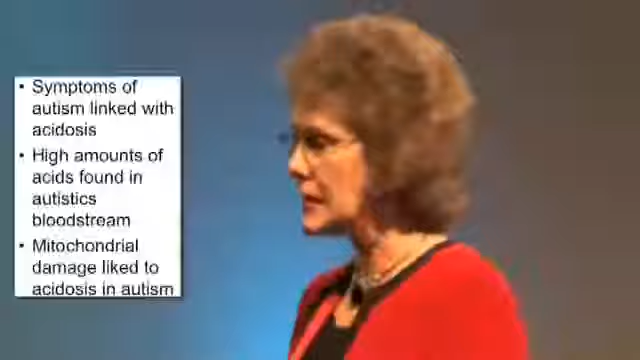 • Symptoms of
autism linked with
acidosis
• High amounts of
acids found in
autistics
bloodstream
• Mitochondrial
damage liked to
acidosis in autism